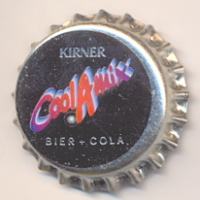 KIRNER
CoolAMix
BIER + COLA